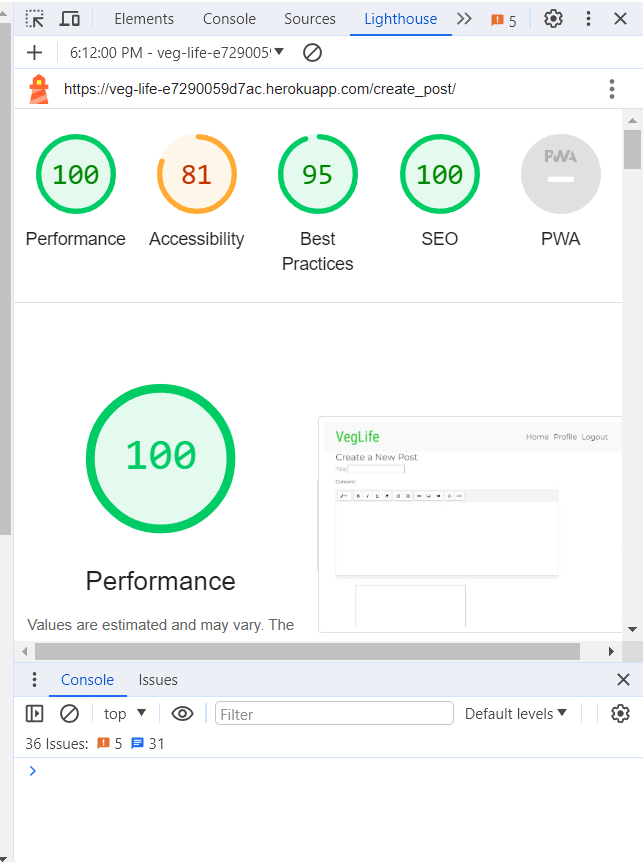 Elements Console Sources Lighthouse 5
6:12:00 PM - veg-life-e7290059
https://veg-life-e7290059d7ac.herokuapp.com/create_post/
100 81 95 100 PWA
Performance Accessibility Best Practices SEO PWA
100
VegLife Home Profile Logout
Create a New Post
Title
Content:
Performance
Values are estimated and may vary. The
Console Issues
top Filter Default levels
36 Issues: 5 31